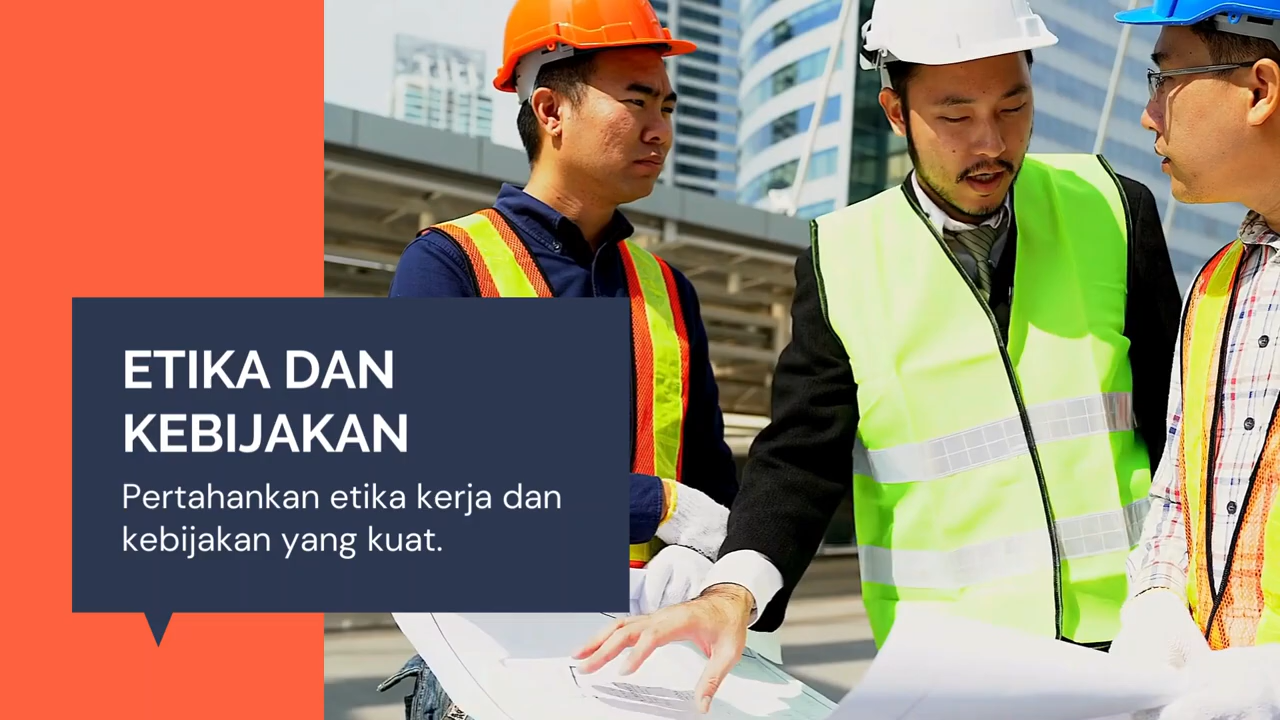 ETIKA DAN
KEBIJAKAN
Pertahankan etika kerja dan
kebijakan yang kuat.